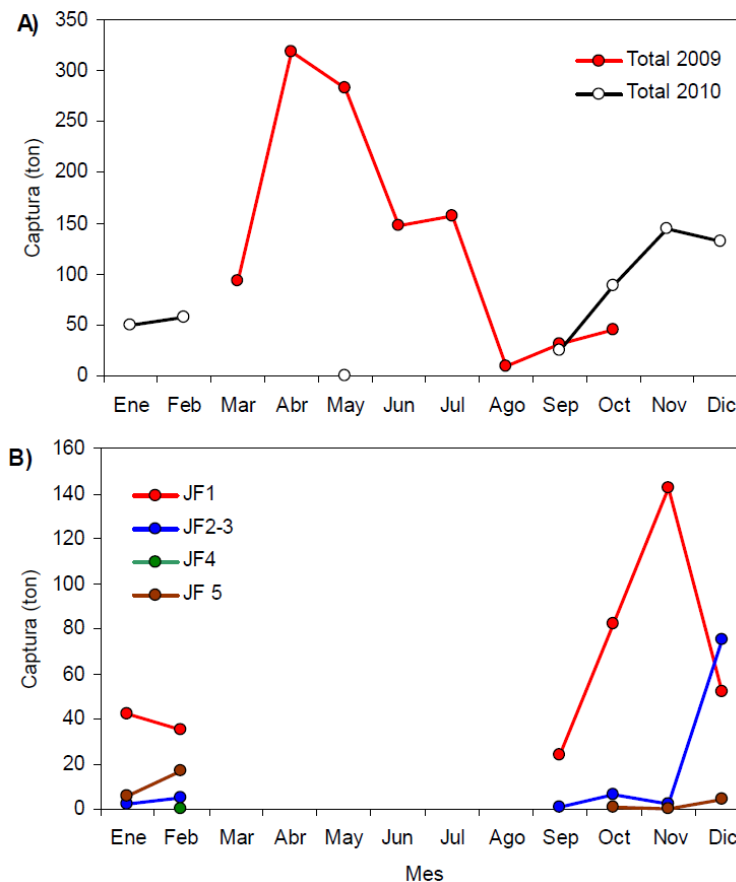 A)
Captura (ton)
350
300
250
200
150
100
50
0
Total 2009
Total 2010
Ene Feb Mar Abr May Jun Jul Ago Sep Oct Nov Dic
B)
Captura (ton)
160
140
120
100
80
60
40
20
0
JF1
JF2-3
JF4
JF 5
Ene Feb Mar Abr May Jun Jul Ago Sep Oct Nov Dic
Mes